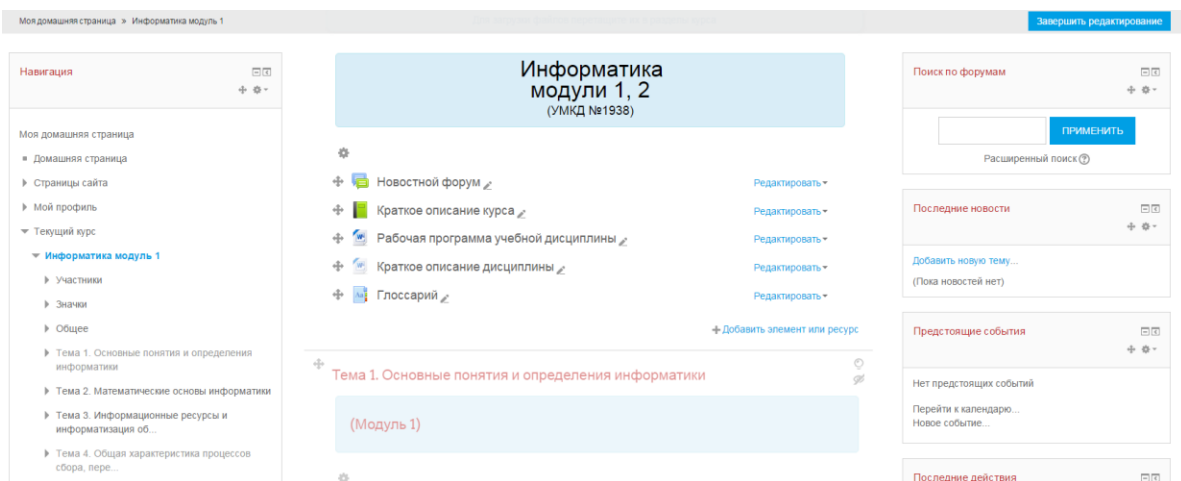 Моя домашняя страница » Информатика модуль 1
Завершить редактирование
Навигация
Моя домашняя страница
Домашняя страница
Страницы сайта
Мой профиль
Текущий курс
Информатика модуль 1
Участники
Значки
Общее
Тема 1. Основные понятия и определения
информатики
Тема 2. Математические основы информатики
Тема 3. Информационные ресурсы и
информатизация об...
Тема 4. Общая характеристика процессов
сбора, пере...
Информатика
модули 1, 2
(УМКД №1938)
Новостной форум
Редактировать
Краткое описание курса
Редактировать
Рабочая программа учебной дисциплины
Редактировать
Краткое описание дисциплины
Редактировать
Глоссарий
Редактировать
Добавить элемент или ресурс
Тема 1. Основные понятия и определения информатики
(Модуль 1)
Поиск по форумам
ПРИМЕНИТЬ
Расширенный поиск
Последние новости
Добавить новую тему...
(Пока новостей нет)
Предстоящие события
Нет предстоящих событий
Перейти к календарю...
Новое событие...
Последние действия